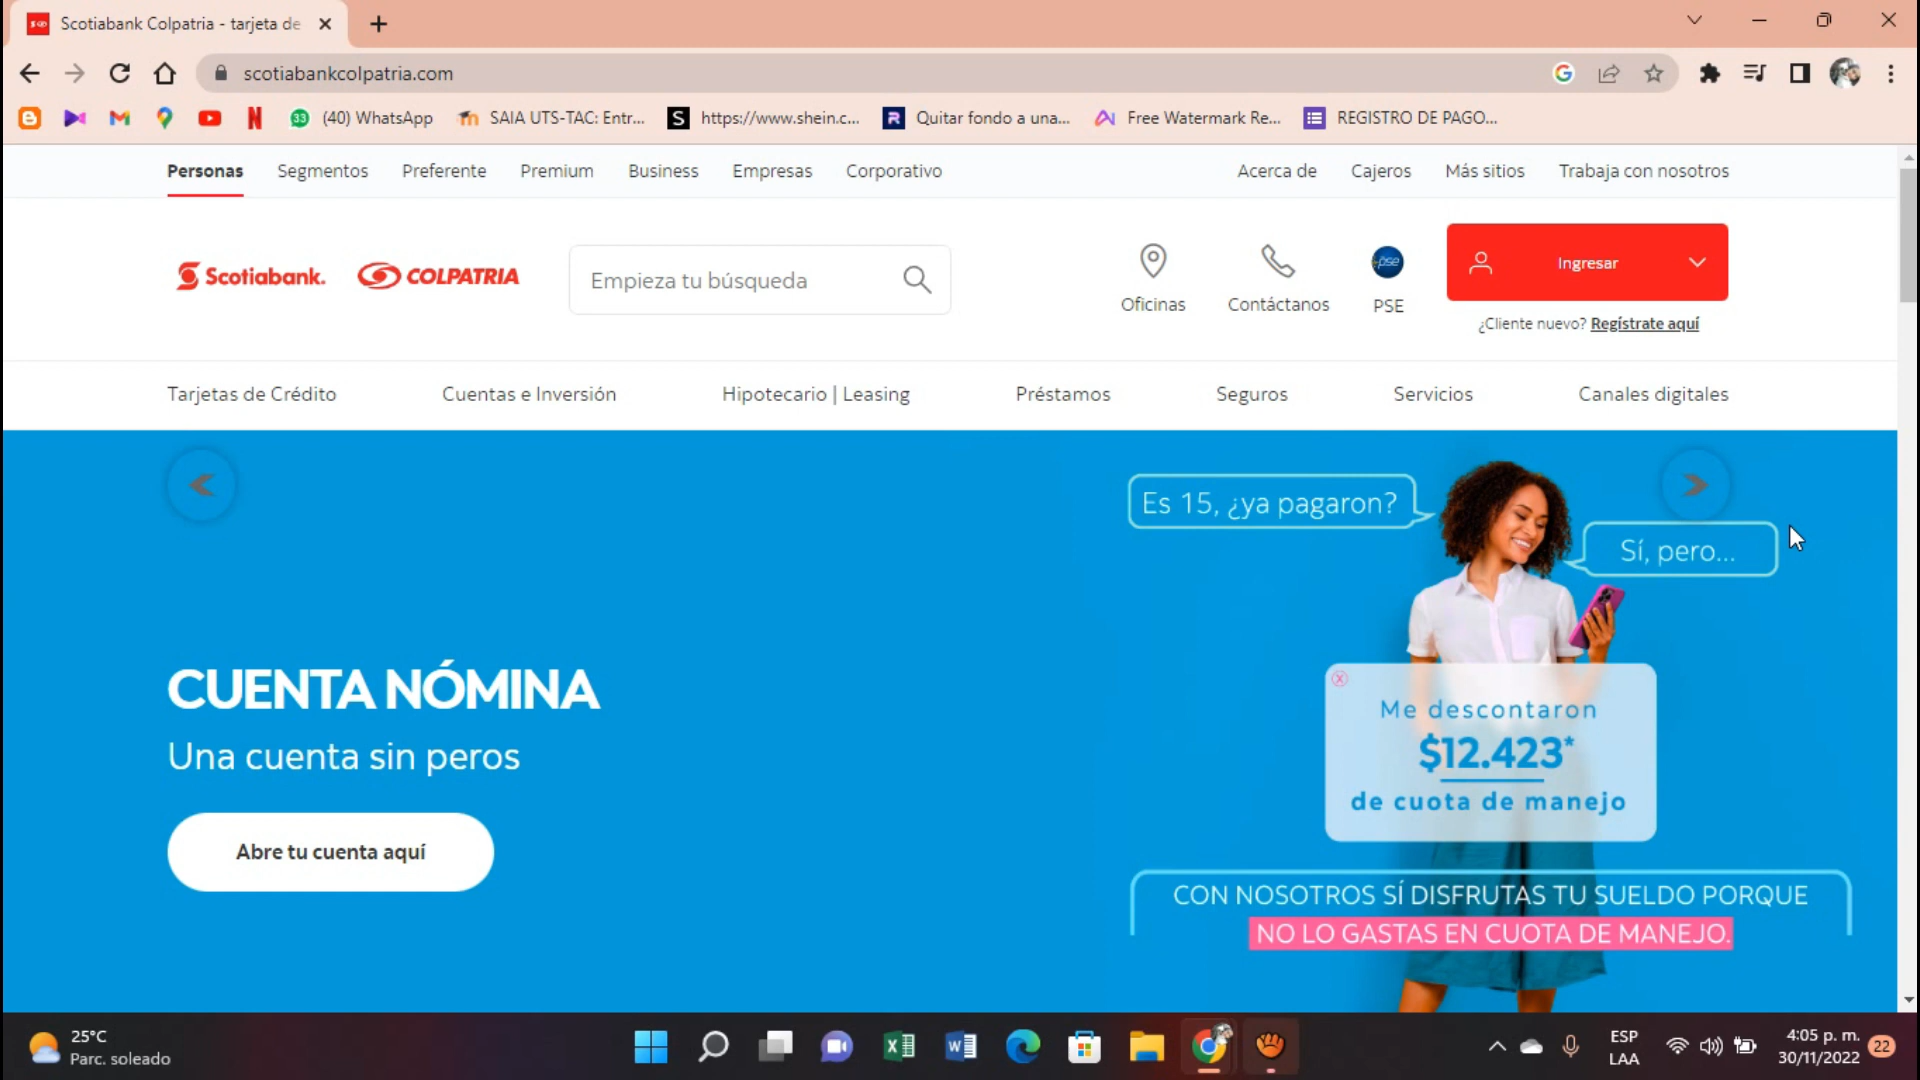 Scotiabank Colpatria - tarjeta de
scotiabankcolpatria.com
33 (40) WhatsApp
SAIA UTS-TAC: Entr...
S https://www.shein.c...
R Quitar fondo a una...
Free Watermark Re...
REGISTRO DE PAGO...
Personas Segmentos Preferente Premium Business Empresas Corporativo Acerca de Cajeros Más sitios Trabaja con nosotros
Scotiabank. COLPATRIA
Empieza tu búsqueda
Oficinas
Contáctanos
pse
PSE
Ingresar
¿Cliente nuevo? Regístrate aquí
Tarjetas de Crédito Cuentas e Inversión Hipotecario | Leasing Préstamos Seguros Servicios Canales digitales
Es 15, ¿ya pagaron?
Sí, pero...
CUENTA NÓMINA
Una cuenta sin peros
Abre tu cuenta aquí
Me descontaron
$12.423*
de cuota de manejo
CON NOSOTROS SÍ DISFRUTAS TU SUELDO PORQUE
NO LO GASTAS EN CUOTA DE MANEJO.
25°C
Parc. soleado
ESP
LAA
4:05 p. m.
30/11/2022
22